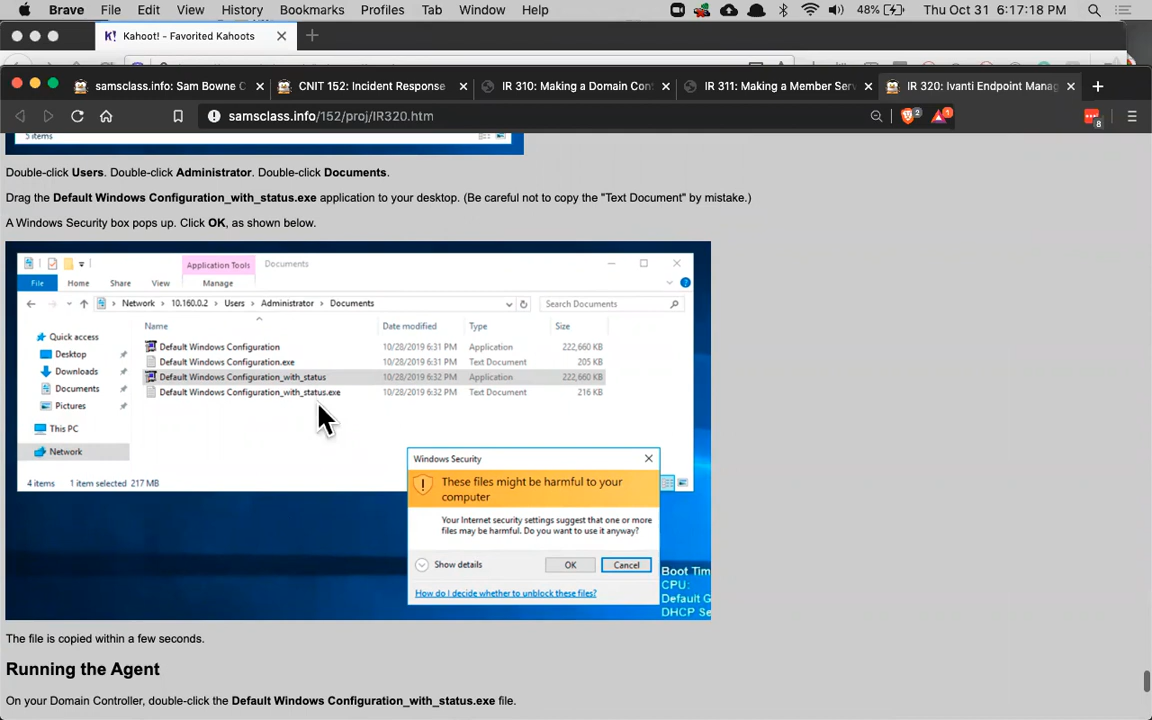 Brave File Edit View History Bookmarks Profiles Tab Window Help 48% Thu Oct 31 6:17:18 PM
K! Kahoot! - Favorited Kahoots
samsclass.info: Sam Bowne C CNIT 152: Incident Response IR 310: Making a Domain Cont IR 311: Making a Member Serv IR 320: Ivanti Endpoint Manag
samsclass.info/152/proj/IR320.htm 2 1 8
5 items
Double-click Users. Double-click Administrator. Double-click Documents.
Drag the Default Windows Configuration_with_status.exe application to your desktop. (Be careful not to copy the "Text Document" by mistake.)
A Windows Security box pops up. Click OK, as shown below.
Application Tools Documents
File Home Share View Manage
Network 10.160.0.2 Users Administrator Documents Search Documents
Name Date modified Type Size
Quick access
Desktop
Downloads
Documents
Pictures
This PC
Network
Default Windows Configuration 10/28/2019 6:31 PM Application 222,660 KB
Default Windows Configuration.exe 10/28/2019 6:31 PM Text Document 205 KB
Default Windows Configuration_with_status 10/28/2019 6:32 PM Application 222,660 KB
Default Windows Configuration_with_status.exe 10/28/2019 6:32 PM Text Document 216 KB
4 items 1 item selected 217 MB
Windows Security
These files might be harmful to your
computer
Your Internet security settings suggest that one or more
files may be harmful. Do you want to use it anyway?
Show details OK Cancel
How do I decide whether to unblock these files?
Boot Tim
CPU:
Default G
DHCP Se
The file is copied within a few seconds.
Running the Agent
On your Domain Controller, double-click the Default Windows Configuration_with_status.exe file.